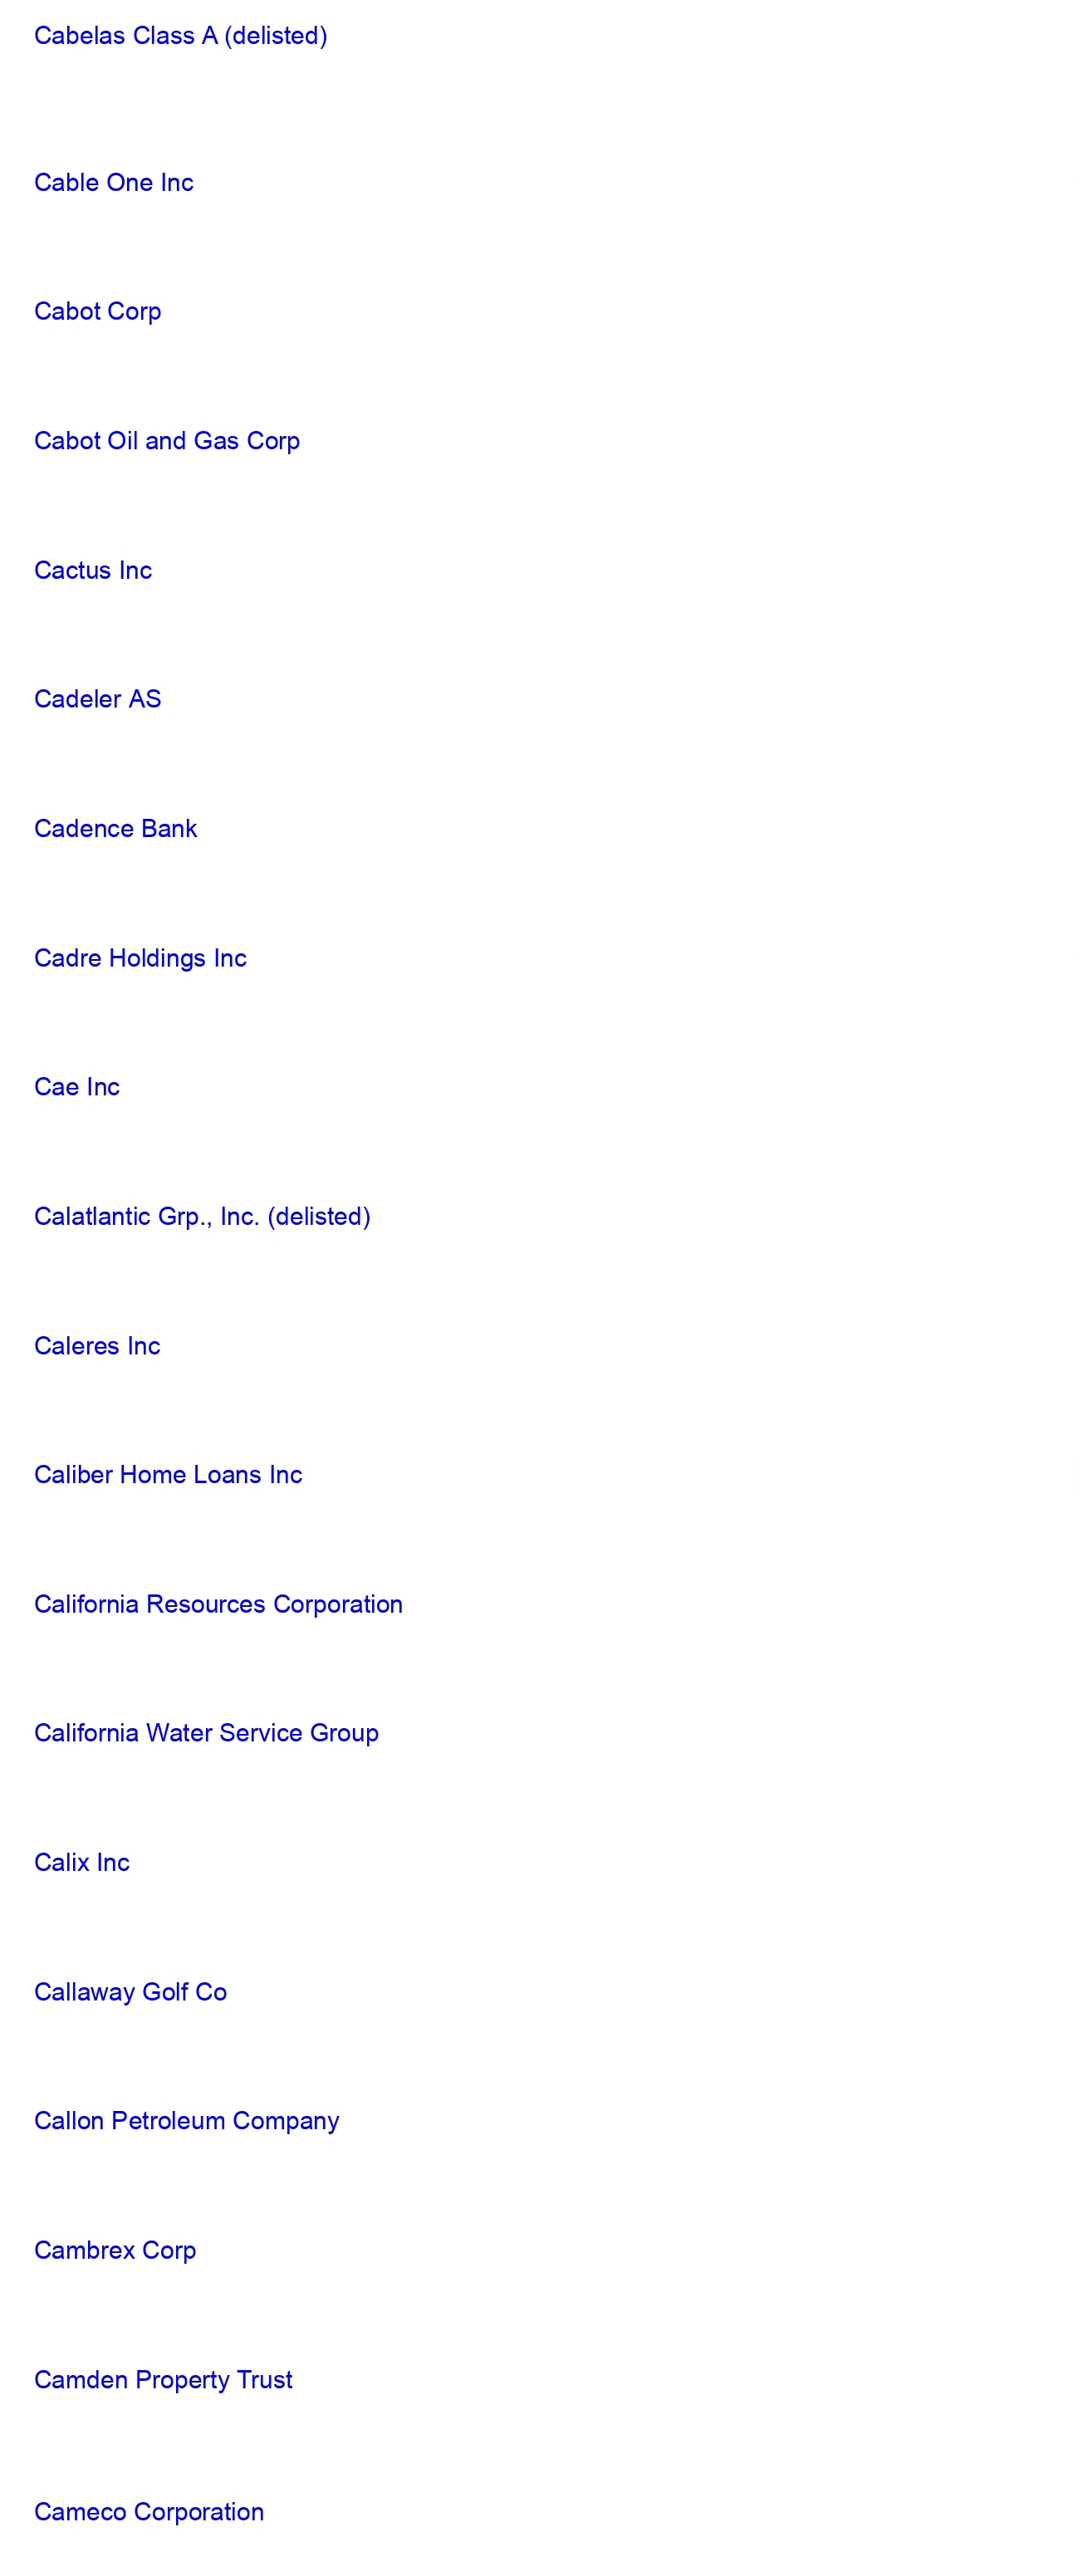 Cabelas Class A (delisted)
Cable One Inc
Cabot Corp
Cabot Oil and Gas Corp
Cactus Inc
Cadeler AS
Cadence Bank
Cadre Holdings Inc
Cae Inc
Calatlantic Grp., Inc. (delisted)
Caleres Inc
Caliber Home Loans Inc
California Resources Corporation
California Water Service Group
Calix Inc
Callaway Golf Co
Callon Petroleum Company
Cambrex Corp
Camden Property Trust
Cameco Corporation